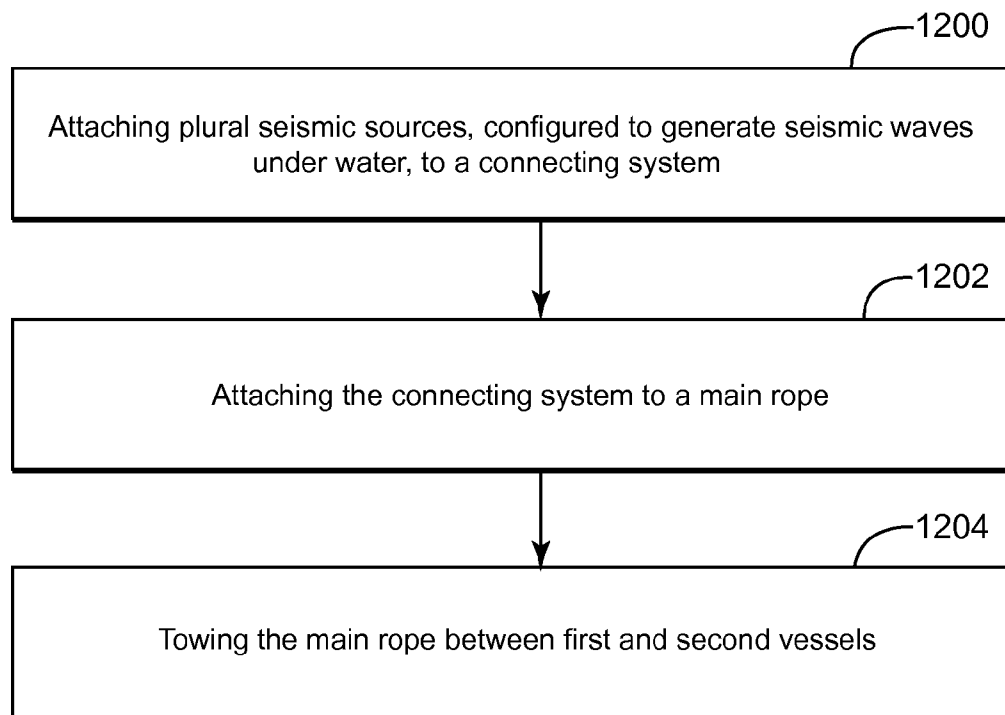 1200
Attaching plural seismic sources, configured to generate seismic waves
under water, to a connecting system
1202
Attaching the connecting system to a main rope
1204
Towing the main rope between first and second vessels